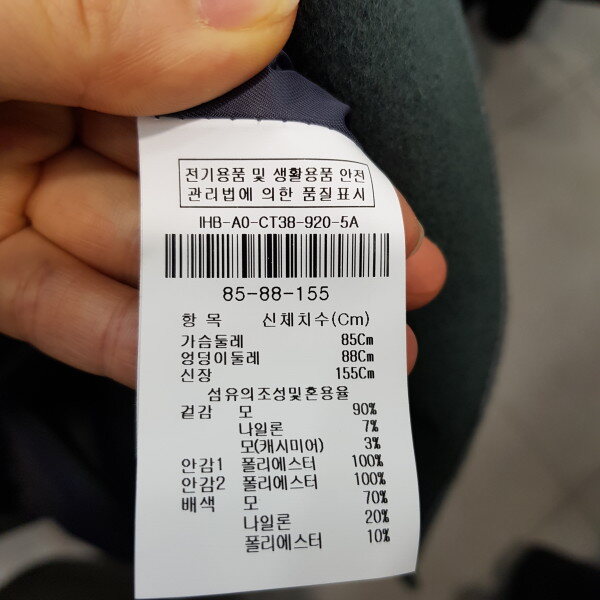 전기용품 및 생활용품 안전
관리법에 의한 품질표시
IHB-A0-CT38-920-5A
85-88-155
항 목 신체치수(Cm)
가슴둘레 85Cm
엉덩이둘레 88Cm
신장 155Cm
섬유의조성및혼용율
겉감 모 90%
나일론 7%
모(캐시미어) 3%
안감1 폴리에스터 100%
안감2 폴리에스터 100%
배색 모 70%
나일론 20%
폴리에스터 10%